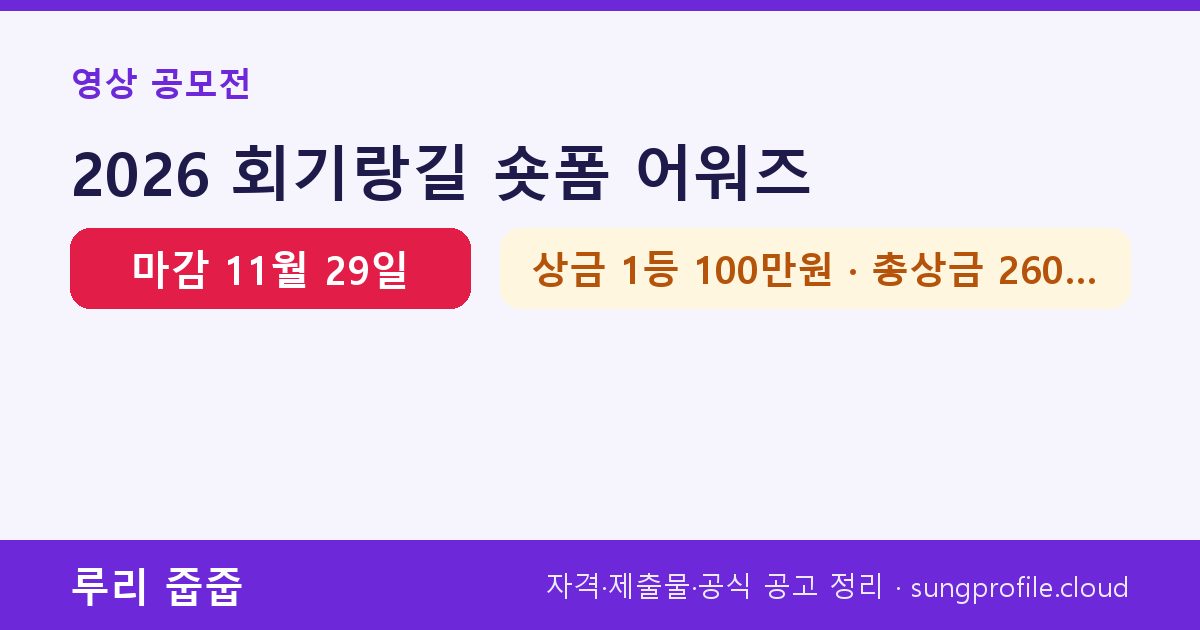 영상 공모전
2026 회기랑길 숏폼 어워즈
마감 11월 29일
상금 1등 100만원 · 총상금 260...
루리 줍줍
자격·제출물·공식 공고 정리 · sungprofile.cloud